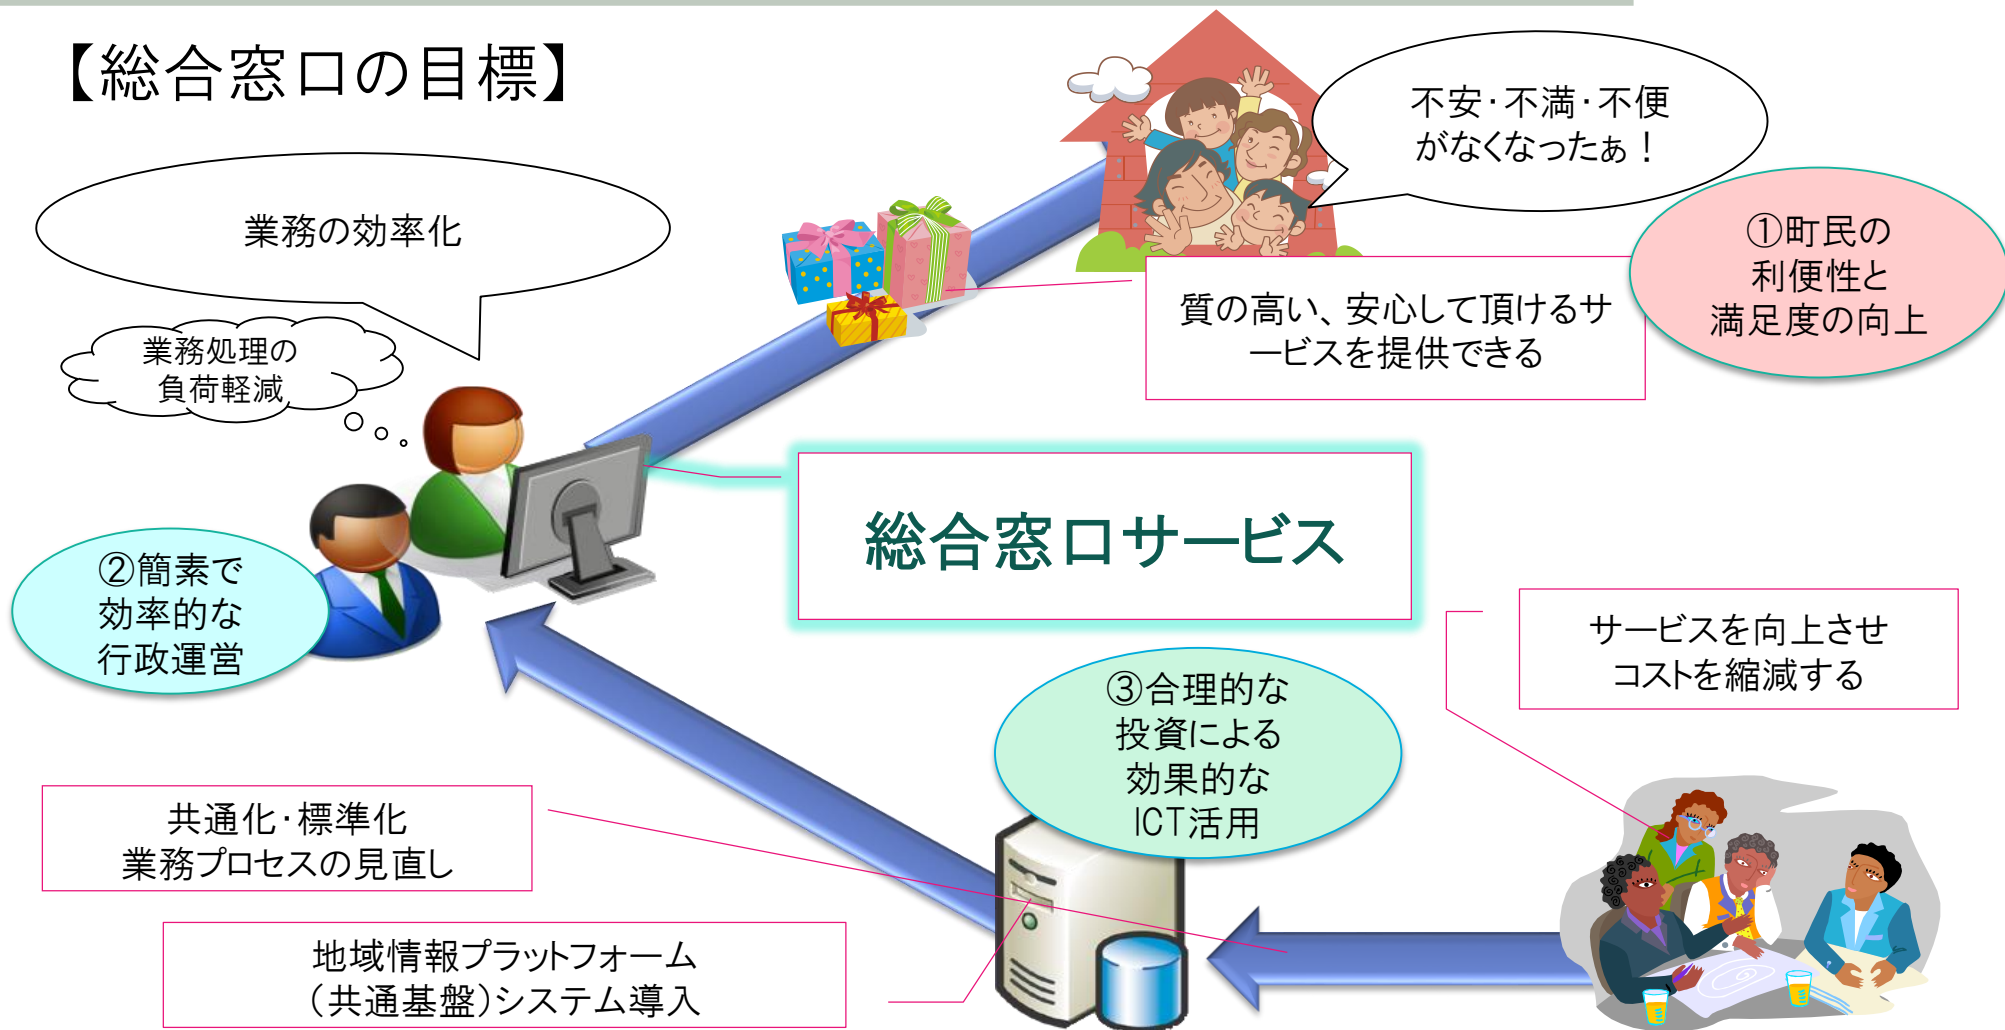 【総合窓口の目標】
不安・不満・不便
がなくなったぁ！
業務の効率化
①町民の
利便性と
満足度の向上
質の高い、安心して頂けるサ
ービスを提供できる
業務処理の
負荷軽減
総合窓口サービス
②簡素で
効率的な
行政運営
サービスを向上させ
コストを縮減する
③合理的な
投資による
効果的な
ICT活用
共通化・標準化
業務プロセスの見直し
地域情報プラットフォーム
（共通基盤）システム導入